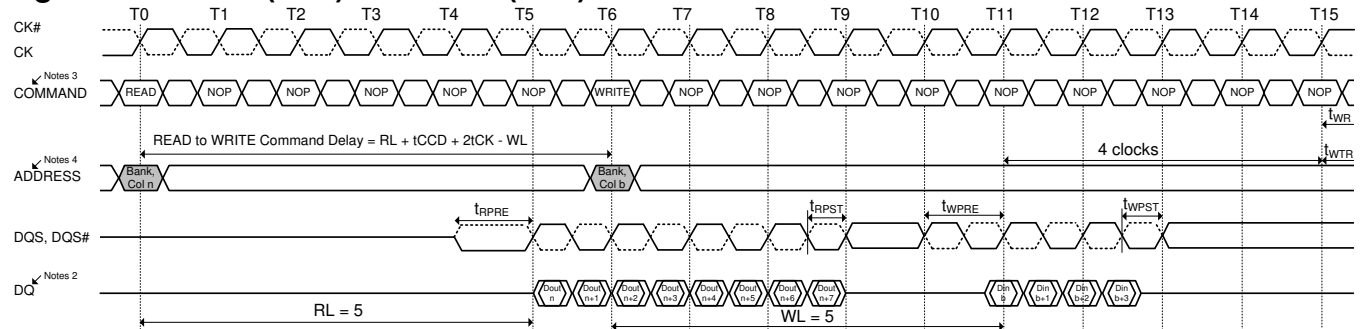 T0 T1 T2 T3 T4 T5 T6 T7 T8 T9 T10 T11 T12 T13 T14 T15
CK#
CK
Notes 3
COMMAND READ NOP NOP NOP NOP NOP WRITE NOP NOP NOP NOP NOP NOP NOP NOP NOP
tWR
READ to WRITE Command Delay = RL + tCCD + 2tCK - WL
4 clocks tWTR
Notes 4
ADDRESS Bank, Col n Bank, Col b
tRPRE tRPST tWPRE tWPST
DQS, DQS#
Notes 2
DQ Dout n Dout n+1 Dout n+2 Dout n+3 Dout n+4 Dout n+5 Dout n+6 Dout n+7 Din b Din b+1 Din b+2 Din b+3
RL = 5 WL = 5